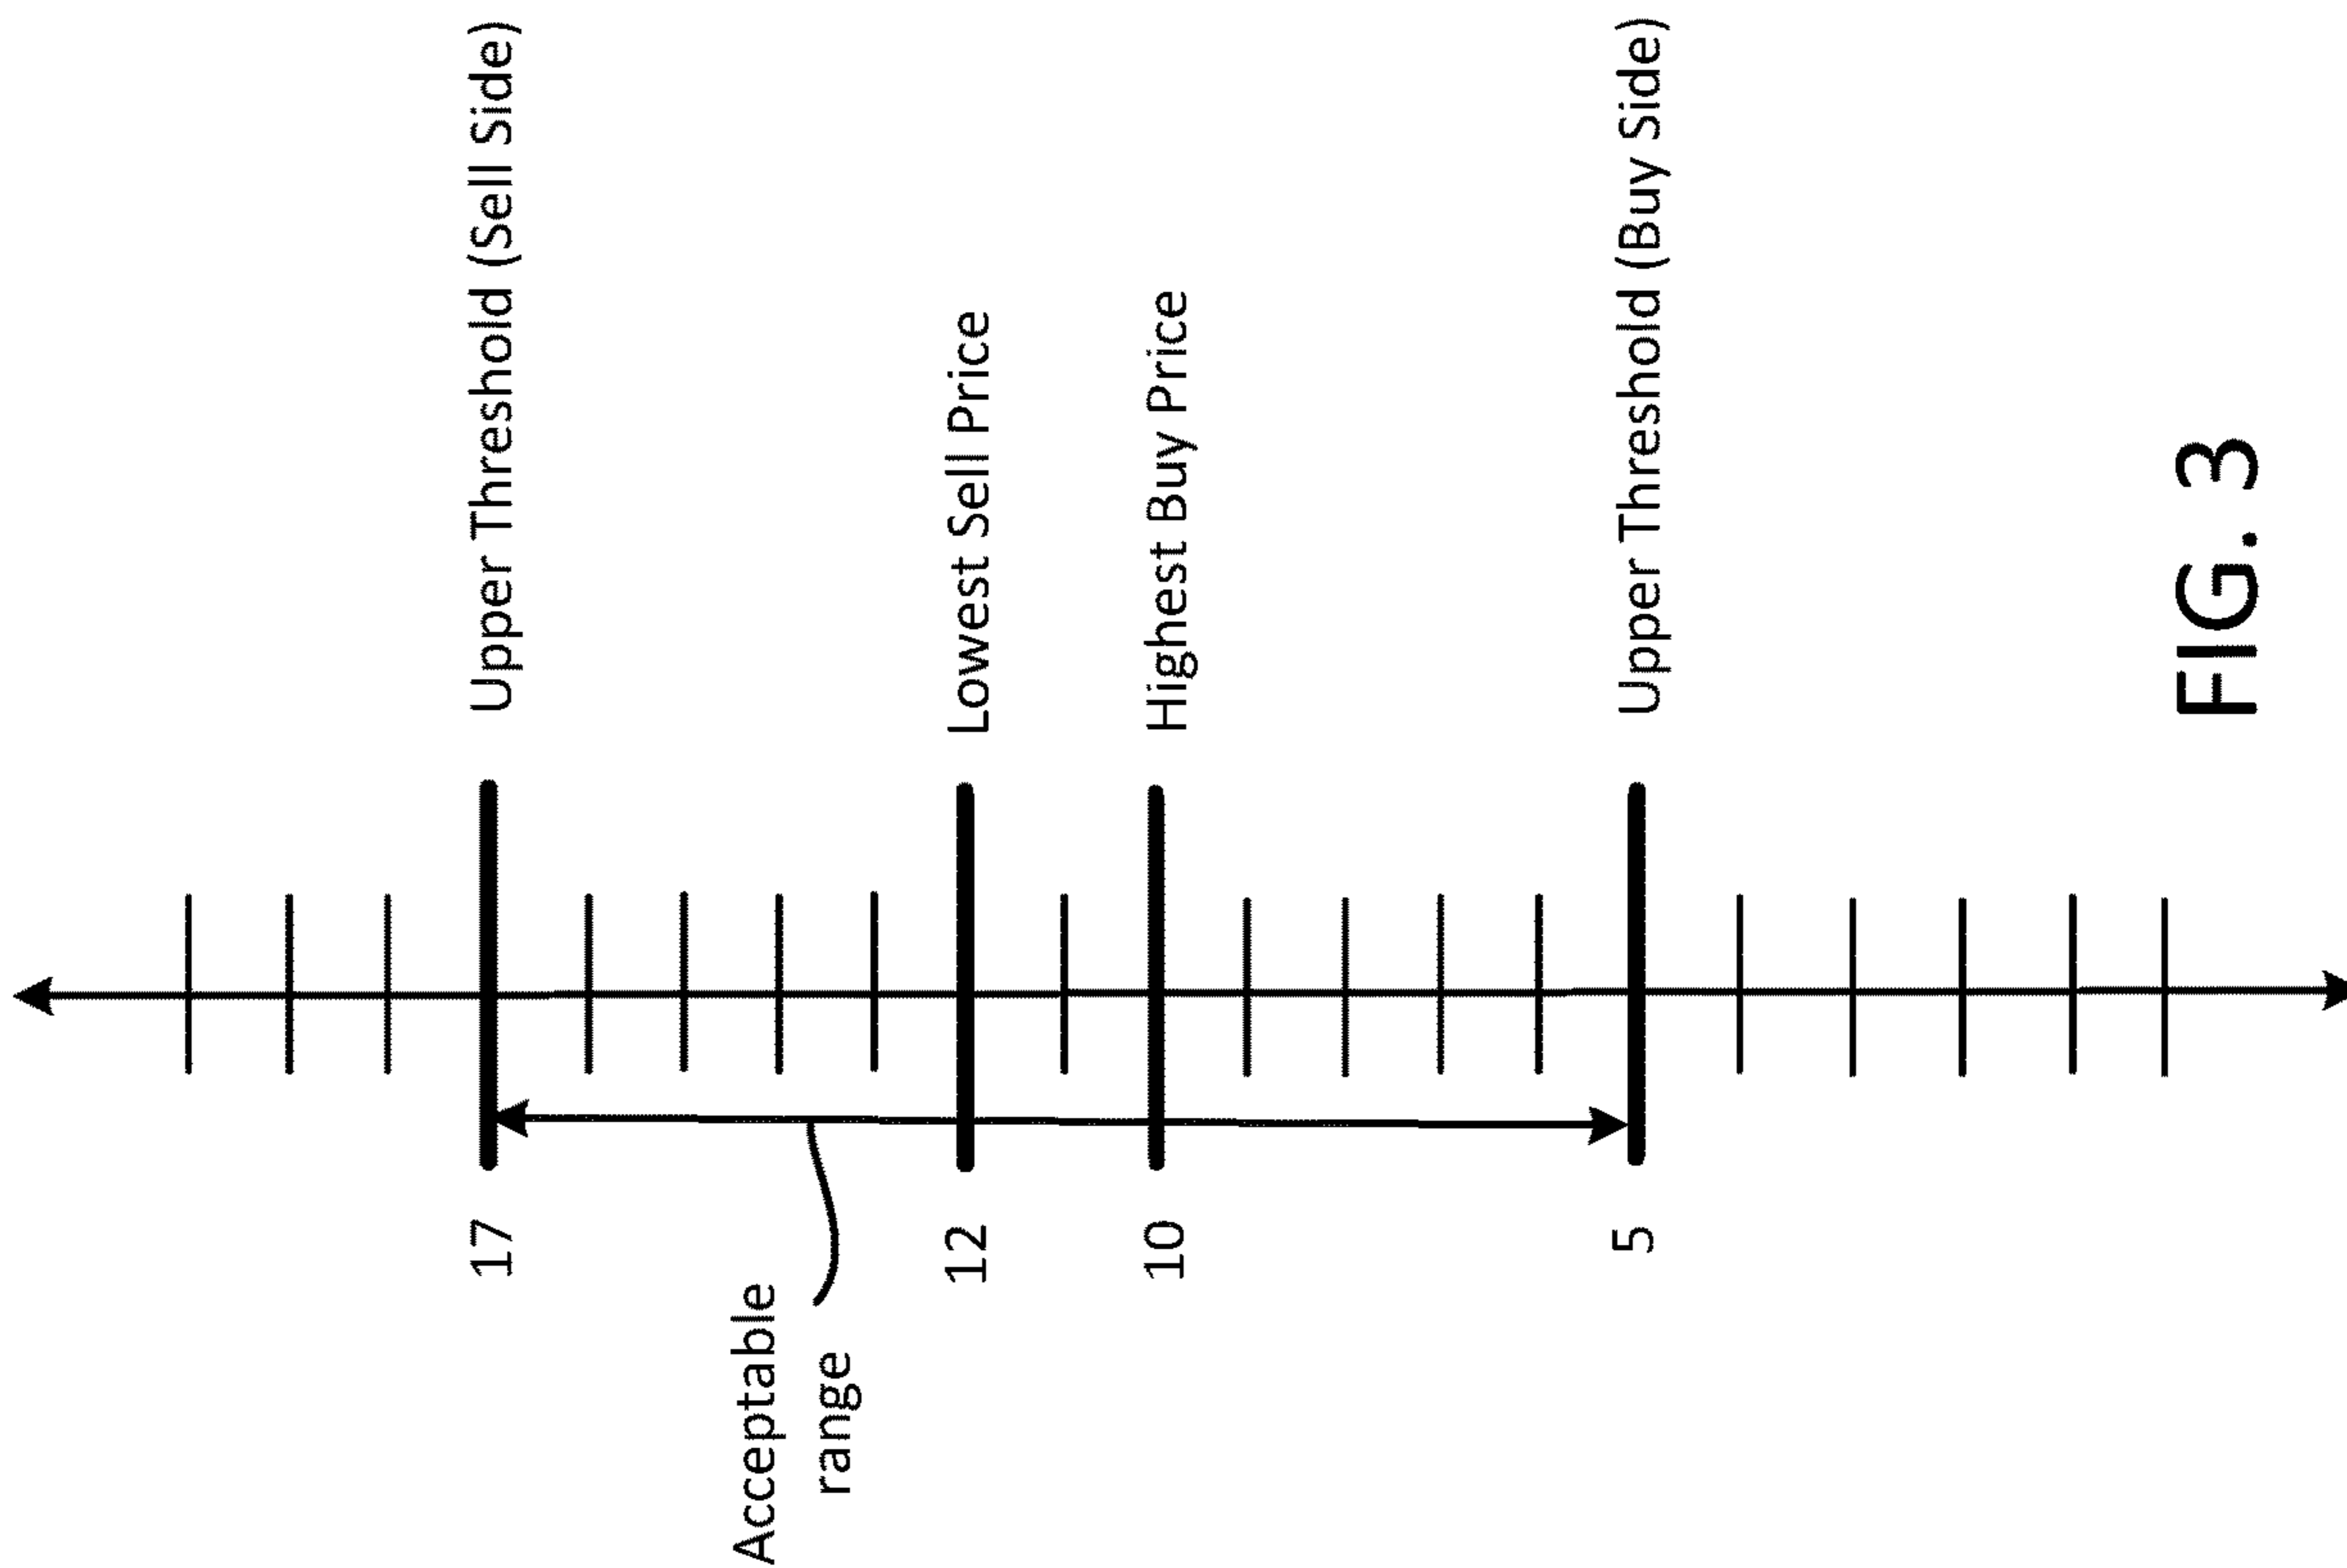 17
Upper Threshold (Sell Side)
Acceptable
range
12
Lowest Sell Price
10
Highest Buy Price
5
Upper Threshold (Buy Side)
FIG. 3